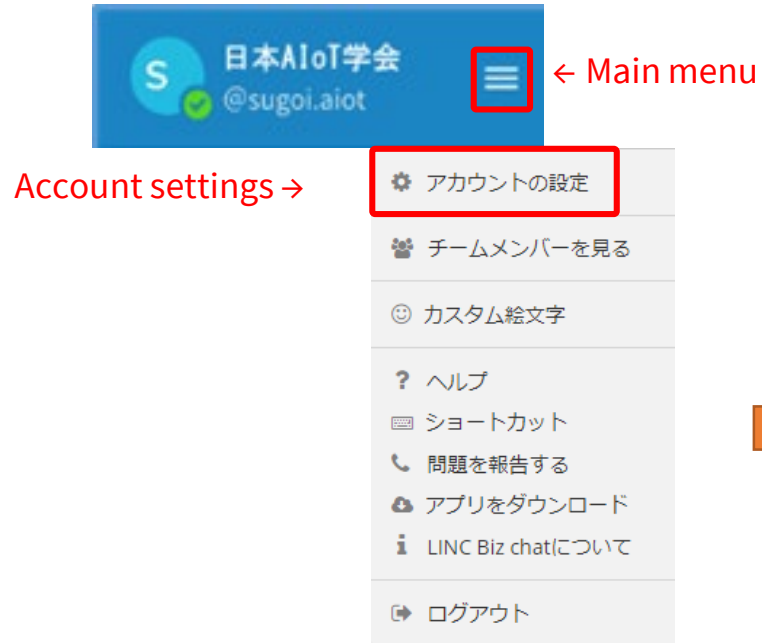 S
日本AIoT学会
@sugoi.aiot
← Main menu
Account settings →
アカウントの設定
チームメンバーを見る
カスタム絵文字
? ヘルプ
ショートカット
問題を報告する
アプリをダウンロード
i LINC Biz chatについて
ログアウト